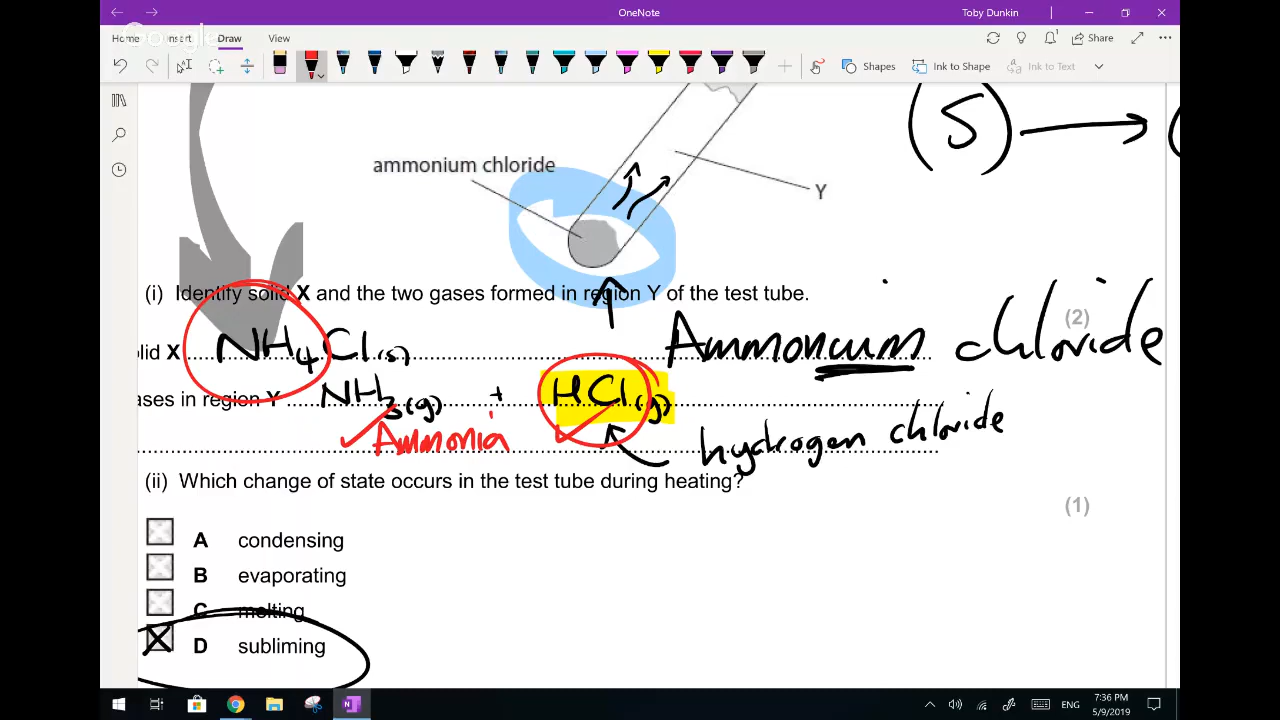 OneNote
Toby Dunkin
Google
Home Insert Draw View
Share
Shapes
Ink to Shape
Ink to Text
(S)
ammonium chloride
Y
(i) Identify solid X and the two gases formed in region Y of the test tube.
(2)
olid X NH4Cl(s)
Ammonium chloride
ases in region Y NH3(g) + HCl(g)
Ammonia
hydrogen chloride
(ii) Which change of state occurs in the test tube during heating?
(1)
A condensing
B evaporating
C melting
D subliming
ENG
7:36 PM
5/9/2019